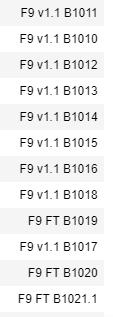 F9 v1.1 B1011
F9 v1.1 B1010
F9 v1.1 B1012
F9 v1.1 B1013
F9 v1.1 B1014
F9 v1.1 B1015
F9 v1.1 B1016
F9 v1.1 B1018
F9 FT B1019
F9 v1.1 B1017
F9 FT B1020
F9 FT B1021.1